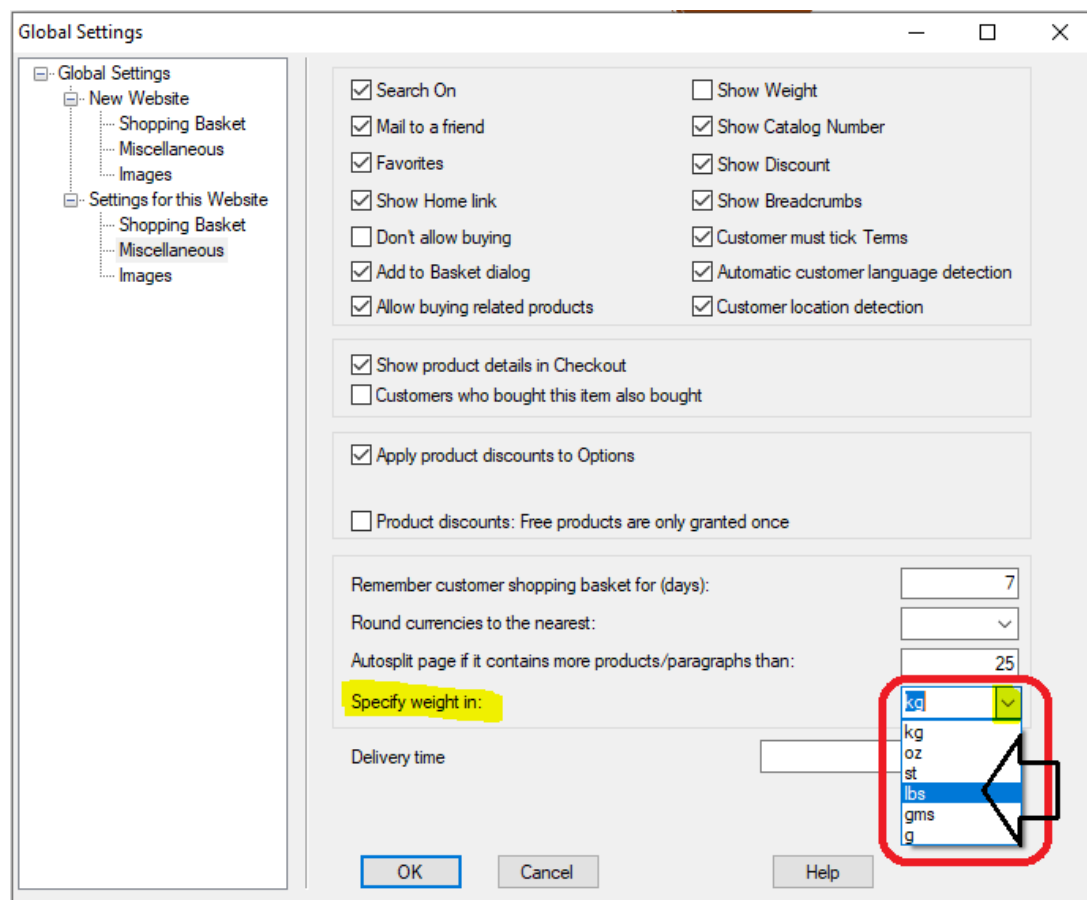 Global Settings
Global Settings
New Website
Shopping Basket
Miscellaneous
Images
Settings for this Website
Shopping Basket
Miscellaneous
Images
Search On
Show Weight
Mail to a friend
Show Catalog Number
Favorites
Show Discount
Show Home link
Show Breadcrumbs
Don't allow buying
Customer must tick Terms
Add to Basket dialog
Automatic customer language detection
Allow buying related products
Customer location detection
Show product details in Checkout
Customers who bought this item also bought
Apply product discounts to Options
Product discounts: Free products are only granted once
Remember customer shopping basket for (days): 7
Round currencies to the nearest:
Autosplit page if it contains more products/paragraphs than: 25
Specify weight in: kg
kg
oz
st
lbs
gms
g
Delivery time
OK Cancel Help